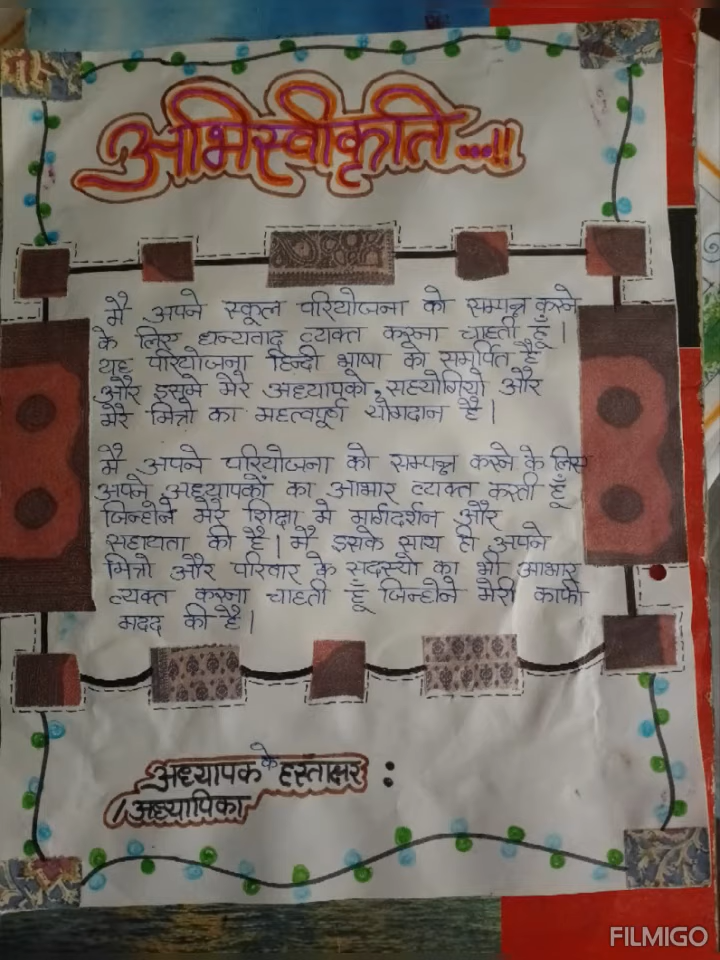 अभिस्वीकृति...!!
मै अपने स्कूल परियोजना को सम्पन्न करने
के लिए धन्यवाद व्यक्त करना चाहती हूँ।
यह परियोजना हिन्दी भाषा को समर्पित है
और इसमे मेरे अध्यापको, सहयोगियो और
मेरे मित्रो का महत्वपूर्ण योगदान है।
मै अपने परियोजना को सम्पन्न करने के लिए
अपने अध्यापकों का आभार व्यक्त करती हूँ
जिन्होने मेरे शिक्षा मे मार्गदर्शन और
सहायता की है। मै इसके साथ ही अपने
मित्रो और परिवार के सदस्यो का भी आभार
व्यक्त करना चाहती हूँ जिन्होने मेरी काफी
मदद की है।
अध्यापक के हस्ताक्षर :
/अध्यापिका
FILMIGO